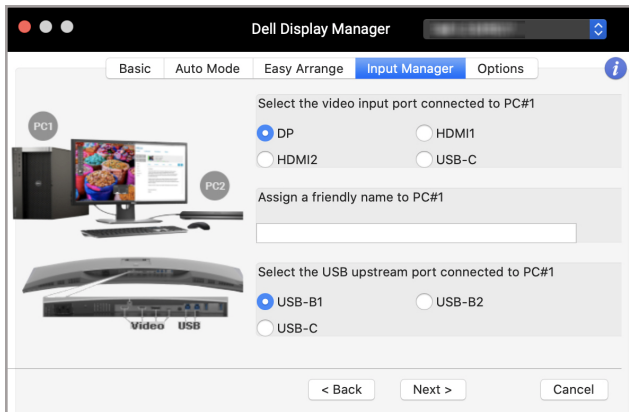 Dell Display Manager
Basic Auto Mode Easy Arrange Input Manager Options i
Select the video input port connected to PC#1
PC1
DP HDMI1
HDMI2 USB-C
PC2
Assign a friendly name to PC#1
Select the USB upstream port connected to PC#1
USB-B1 USB-B2
Video USB
USB-C
< Back Next > Cancel